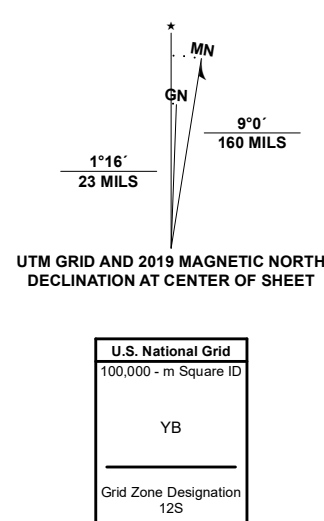 ★
MN
GN
9°0´
160 MILS
1°16´
23 MILS
UTM GRID AND 2019 MAGNETIC NORTH
DECLINATION AT CENTER OF SHEET
U.S. National Grid
100,000 - m Square ID
YB
Grid Zone Designation
12S